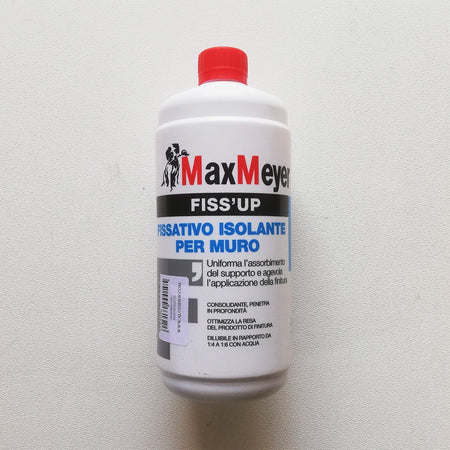 MaxMeyer
FISS'UP
FISSATIVO ISOLANTE
PER MURO
Uniforma l'assorbimento
del supporto e agevola
l'applicazione della finitura
CONSOLIDANTE, PENETRA
IN PROFONDITÀ
OTTIMIZZA LA RESA
DEL PRODOTTO DI FINITURA
DILUIBILE IN RAPPORTO DA
1:4 A 1:6 CON ACQUA